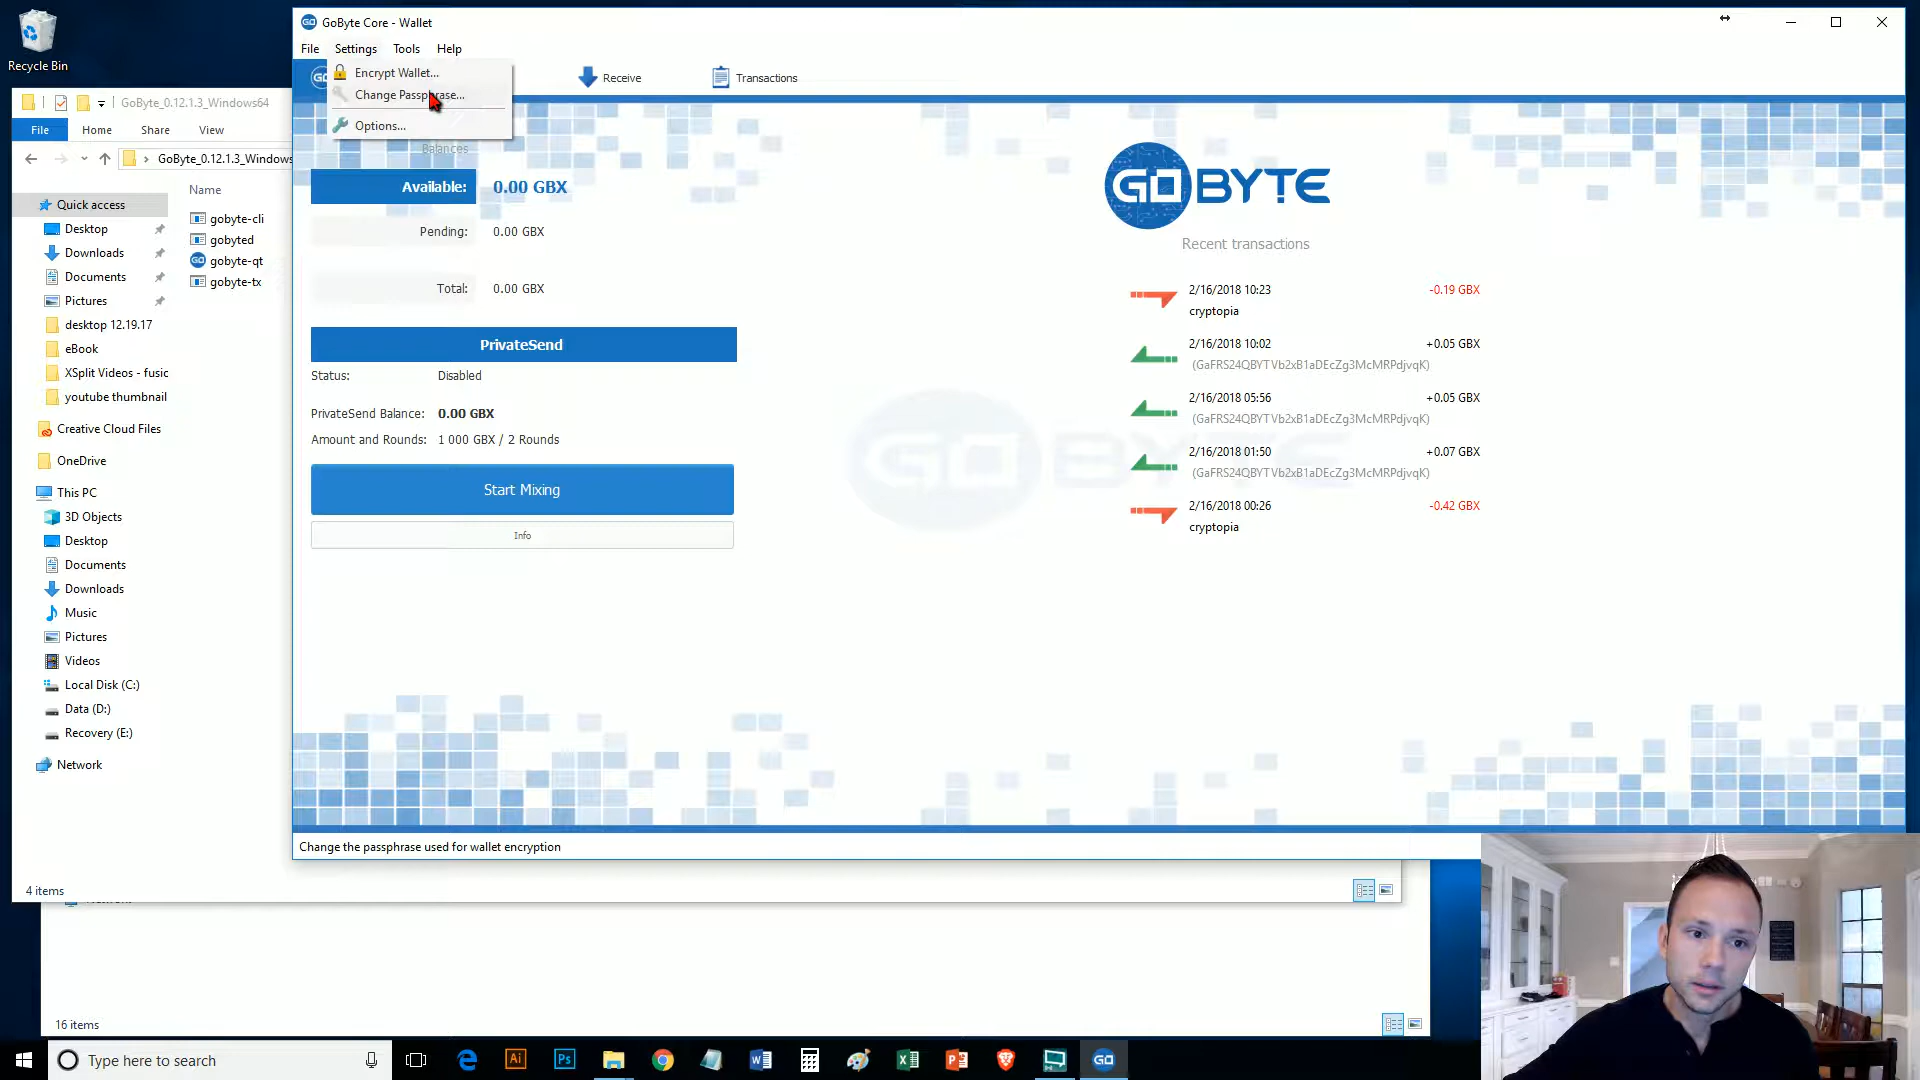 GoByte Core - Wallet
File Settings Tools Help
Recycle Bin
Encrypt Wallet...
Change Passphrase...
Options...
Receive
Transactions
GoByte_0.12.1.3_Windows64
File Home Share View
GoByte_0.12.1.3_Windows
Name
Quick access
Desktop
Downloads
Documents
Pictures
desktop 12.19.17
eBook
XSplit Videos - fusic
youtube thumbnail
Creative Cloud Files
OneDrive
This PC
3D Objects
Desktop
Documents
Downloads
Music
Pictures
Videos
Local Disk (C:)
Data (D:)
Recovery (E:)
Network
gobyte-cli
gobyted
gobyte-qt
gobyte-tx
4 items
16 items
Balances
Available: 0.00 GBX
Pending: 0.00 GBX
Total: 0.00 GBX
PrivateSend
Status: Disabled
PrivateSend Balance: 0.00 GBX
Amount and Rounds: 1 000 GBX / 2 Rounds
Start Mixing
Info
GOBYTE
GOBYTE
Recent transactions
2/16/2018 10:23 -0.19 GBX
cryptopia
2/16/2018 10:02 +0.05 GBX
(GaFRS24QBYTVb2xB1aDEcZg3McMRPdjvqK)
2/16/2018 05:56 +0.05 GBX
(GaFRS24QBYTVb2xB1aDEcZg3McMRPdjvqK)
2/16/2018 01:50 +0.07 GBX
(GaFRS24QBYTVb2xB1aDEcZg3McMRPdjvqK)
2/16/2018 00:26 -0.42 GBX
cryptopia
Change the passphrase used for wallet encryption
Type here to search
Ai
Ps
GO